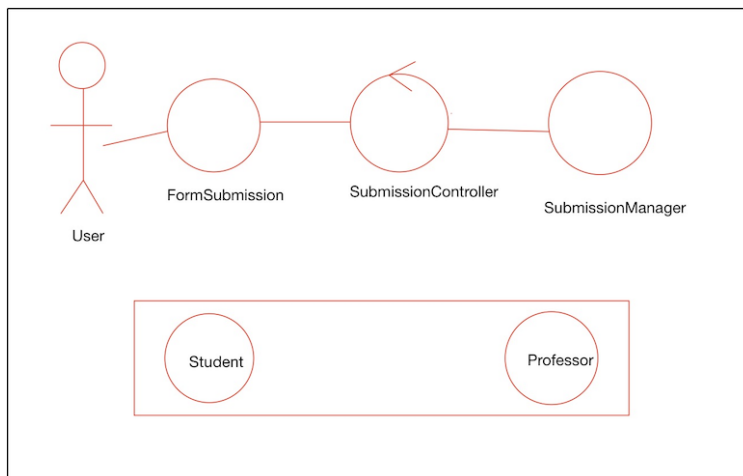 FormSubmission
SubmissionController
SubmissionManager
User
Student
Professor